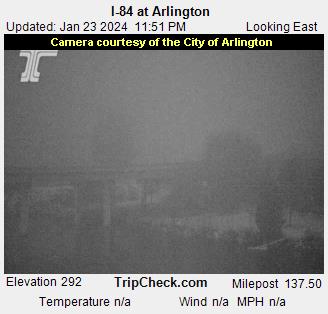 I-84 at Arlington
Updated: Jan 23 2024 11:51 PM Looking East
Camera courtesy of the City of Arlington
Elevation 292 TripCheck.com Milepost 137.50
Temperature n/a Wind n/a MPH n/a